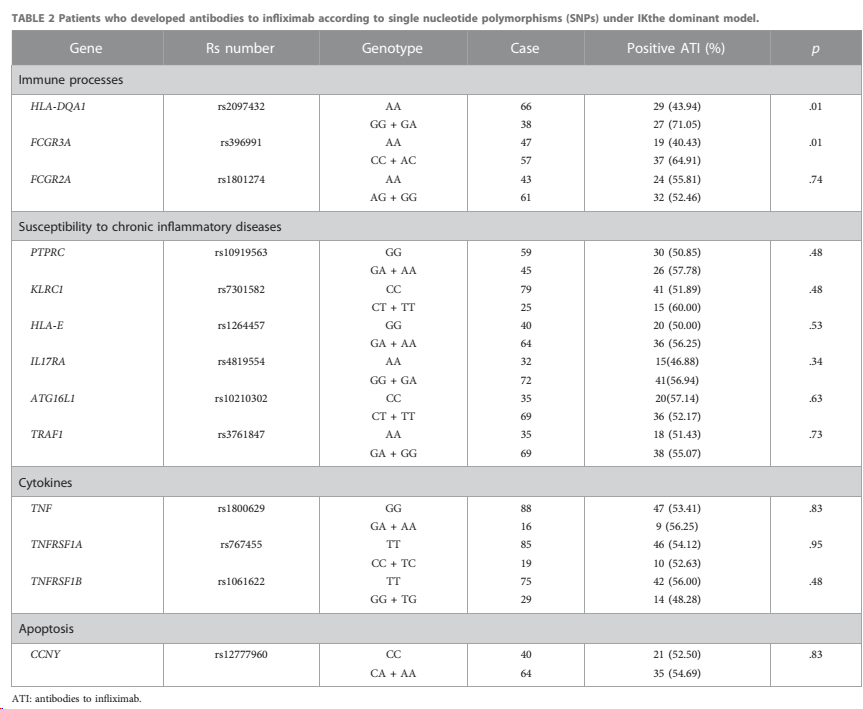 TABLE 2 Patients who developed antibodies to infliximab according to single nucleotide polymorphisms (SNPs) under IKthe dominant model.
Gene Rs number Genotype Case Positive ATI (%) p
Immune processes
HLA-DQA1 rs2097432 AA 66 29 (43.94) .01
GG + GA 38 27 (71.05)
FCGR3A rs396991 AA 47 19 (40.43) .01
CC + AC 57 37 (64.91)
FCGR2A rs1801274 AA 43 24 (55.81) .74
AG + GG 61 32 (52.46)
Susceptibility to chronic inflammatory diseases
PTPRC rs10919563 GG 59 30 (50.85) .48
GA + AA 45 26 (57.78)
KLRC1 rs7301582 CC 79 41 (51.89) .48
CT + TT 25 15 (60.00)
HLA-E rs1264457 GG 40 20 (50.00) .53
GA + AA 64 36 (56.25)
IL17RA rs4819554 AA 32 15(46.88) .34
GG + GA 72 41(56.94)
ATG16L1 rs10210302 CC 35 20(57.14) .63
CT + TT 69 36 (52.17)
TRAF1 rs3761847 AA 35 18 (51.43) .73
GA + GG 69 38 (55.07)
Cytokines
TNF rs1800629 GG 88 47 (53.41) .83
GA + AA 16 9 (56.25)
TNFRSF1A rs767455 TT 85 46 (54.12) .95
CC + TC 19 10 (52.63)
TNFRSF1B rs1061622 TT 75 42 (56.00) .48
GG + TG 29 14 (48.28)
Apoptosis
CCNY rs12777960 CC 40 21 (52.50) .83
CA + AA 64 35 (54.69)
ATI: antibodies to infliximab.